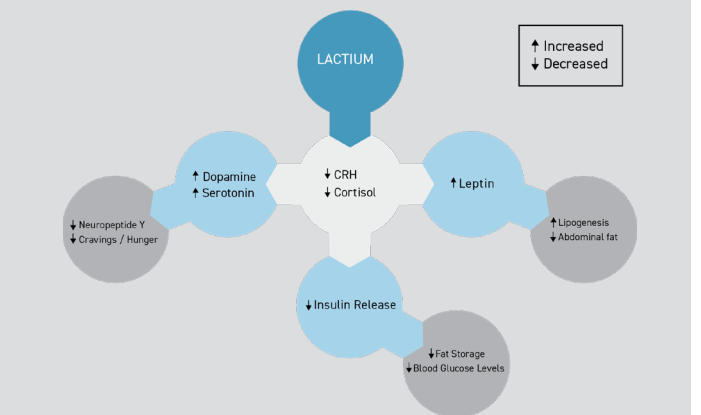 LACTIUM
↑ Increased
↓ Decreased
↑ Dopamine
↑ Serotonin
↓ CRH
↓ Cortisol
↑ Leptin
↓ Neuropeptide Y
↓ Cravings / Hunger
↑ Lipogenesis
↓ Abdominal fat
↓ Insulin Release
↓ Fat Storage
↓ Blood Glucose Levels